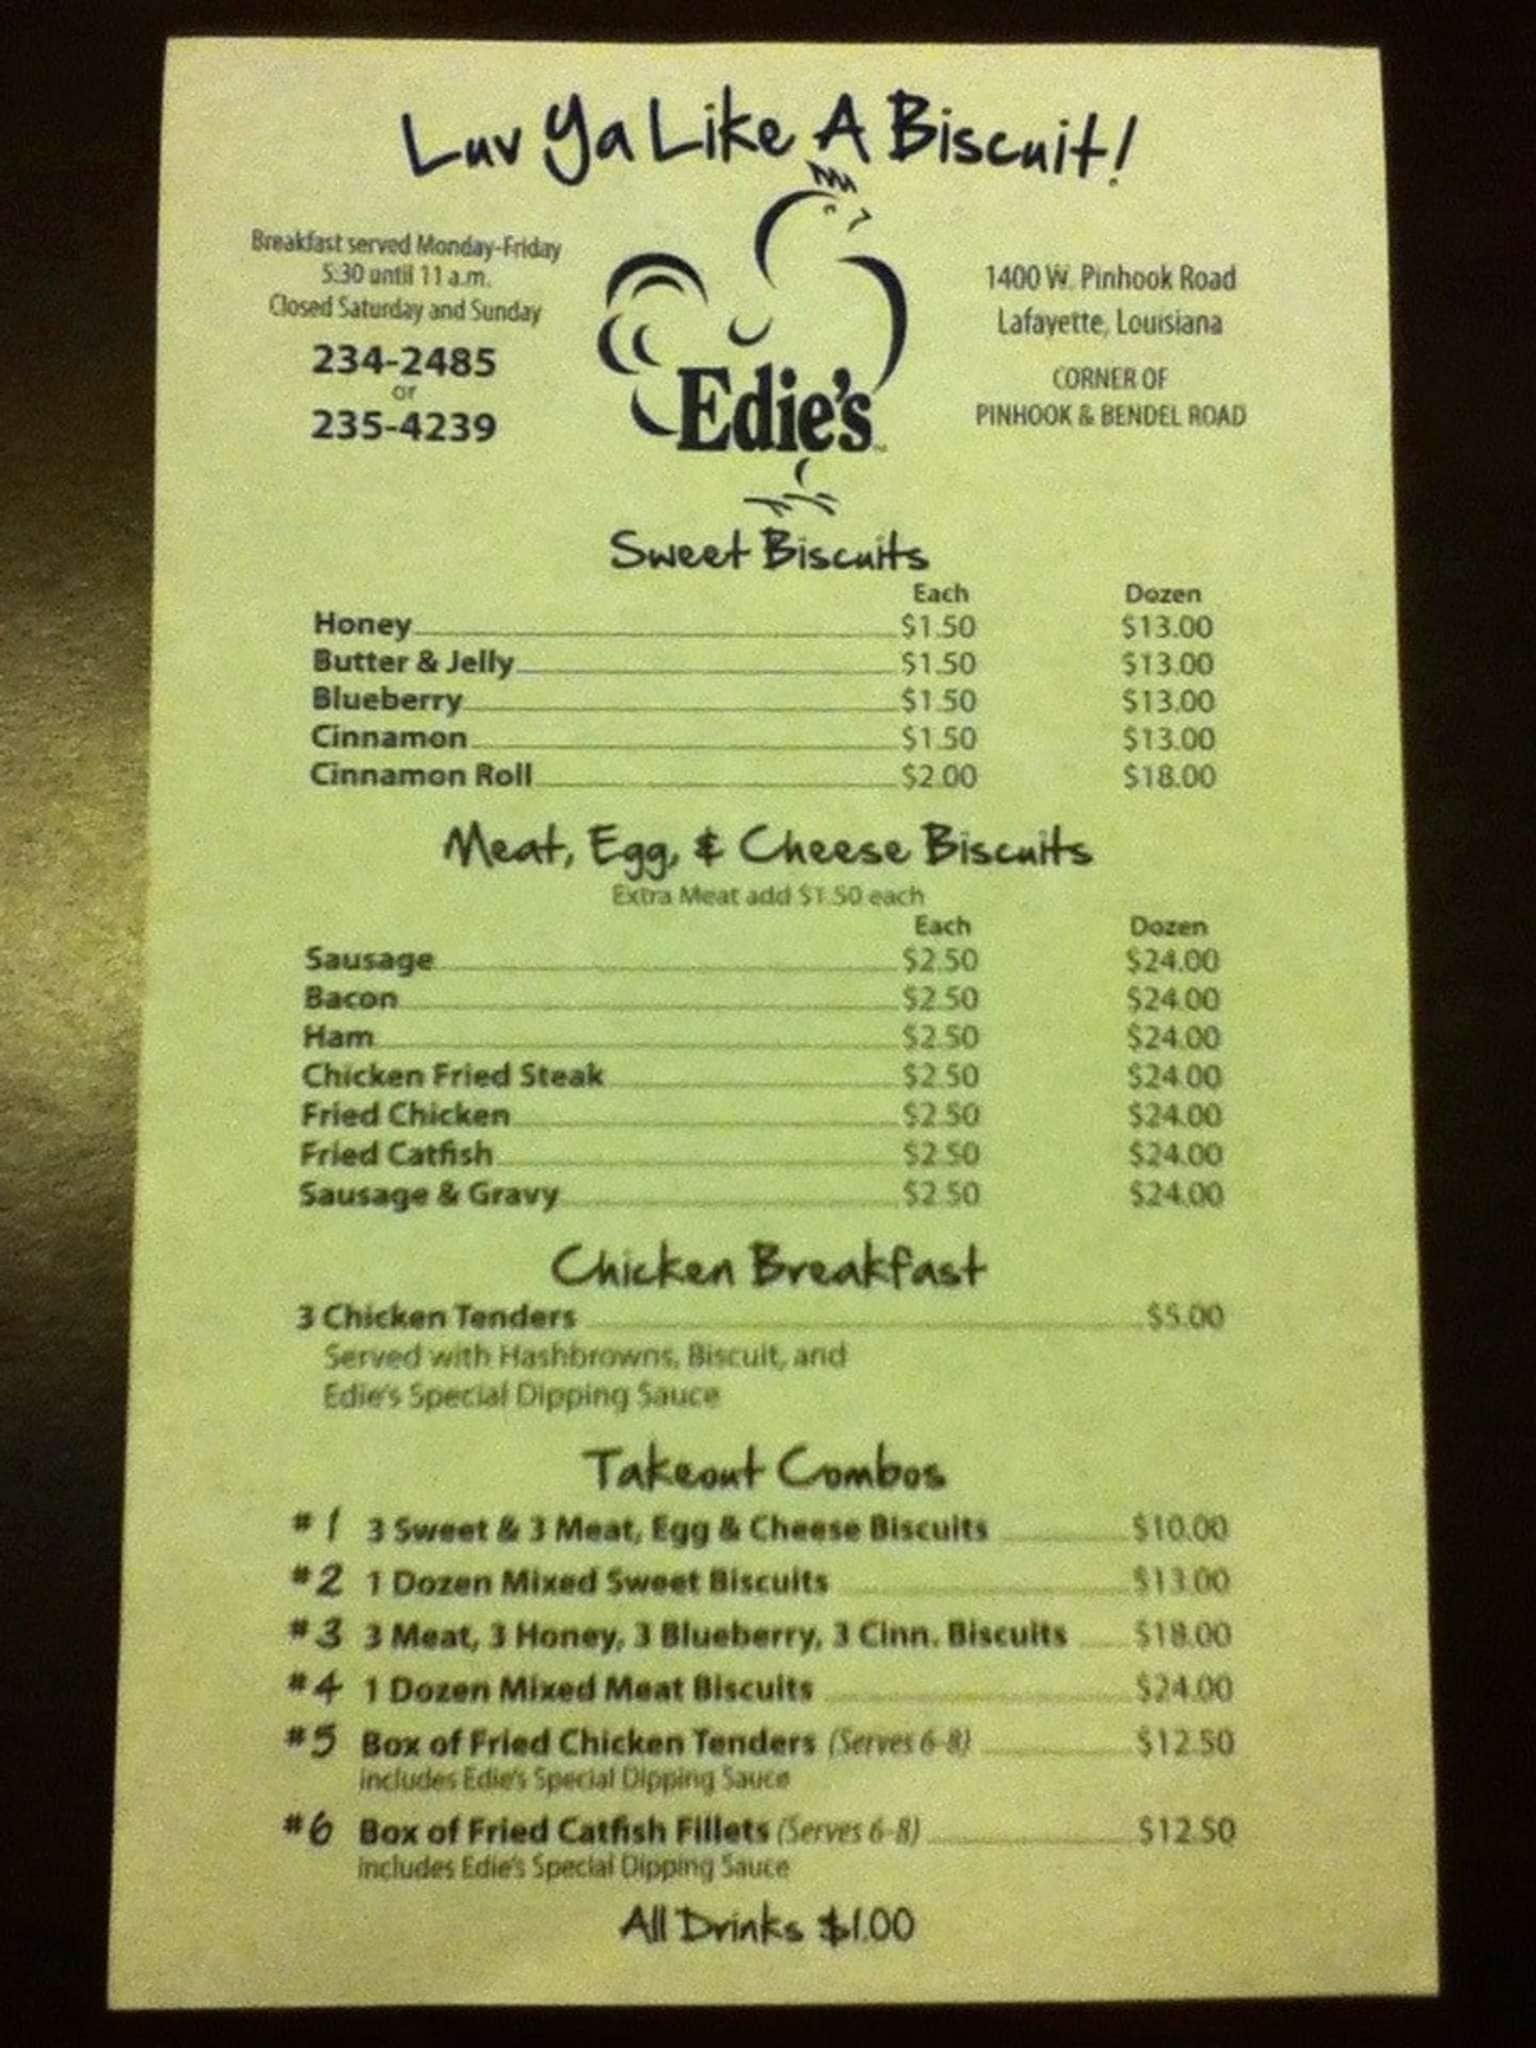 Luv Ya Like A Biscuit!
Breakfast served Monday-Friday
5:30 until 11 a.m.
Closed Saturday and Sunday
234-2485
or
235-4239
Edie's
1400 W. Pinhook Road
Lafayette, Louisiana
CORNER OF
PINHOOK & BENDEL ROAD
Sweet Biscuits
Each Dozen
Honey $1.50 $13.00
Butter & Jelly $1.50 $13.00
Blueberry $1.50 $13.00
Cinnamon $1.50 $13.00
Cinnamon Roll $2.00 $18.00
Meat, Egg, & Cheese Biscuits
Extra Meat add $1.50 each
Each Dozen
Sausage $2.50 $24.00
Bacon $2.50 $24.00
Ham $2.50 $24.00
Chicken Fried Steak $2.50 $24.00
Fried Chicken $2.50 $24.00
Fried Catfish $2.50 $24.00
Sausage & Gravy $2.50 $24.00
Chicken Breakfast
3 Chicken Tenders $5.00
Served with Hashbrowns, Biscuit, and
Edie's Special Dipping Sauce
Takeout Combos
#1 3 Sweet & 3 Meat, Egg & Cheese Biscuits $10.00
#2 1 Dozen Mixed Sweet Biscuits $13.00
#3 3 Meat, 3 Honey, 3 Blueberry, 3 Cinn. Biscuits $18.00
#4 1 Dozen Mixed Meat Biscuits $24.00
#5 Box of Fried Chicken Tenders (Serves 6-8) $12.50
includes Edie's Special Dipping Sauce
#6 Box of Fried Catfish Fillets (Serves 6-8) $12.50
includes Edie's Special Dipping Sauce
All Drinks $1.00